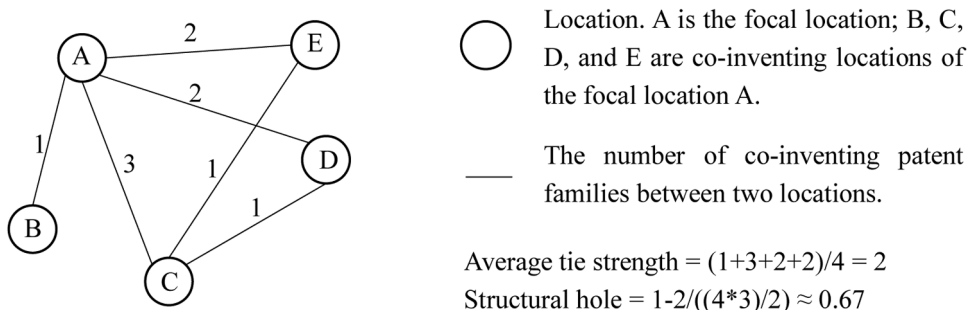 A
2
E
2
1
3
1
D
1
B
C
Location. A is the focal location; B, C,
D, and E are co-inventing locations of
the focal location A.
The number of co-inventing patent
families between two locations.
Average tie strength = (1+3+2+2)/4 = 2
Structural hole = 1-2/((4*3)/2) ≈ 0.67